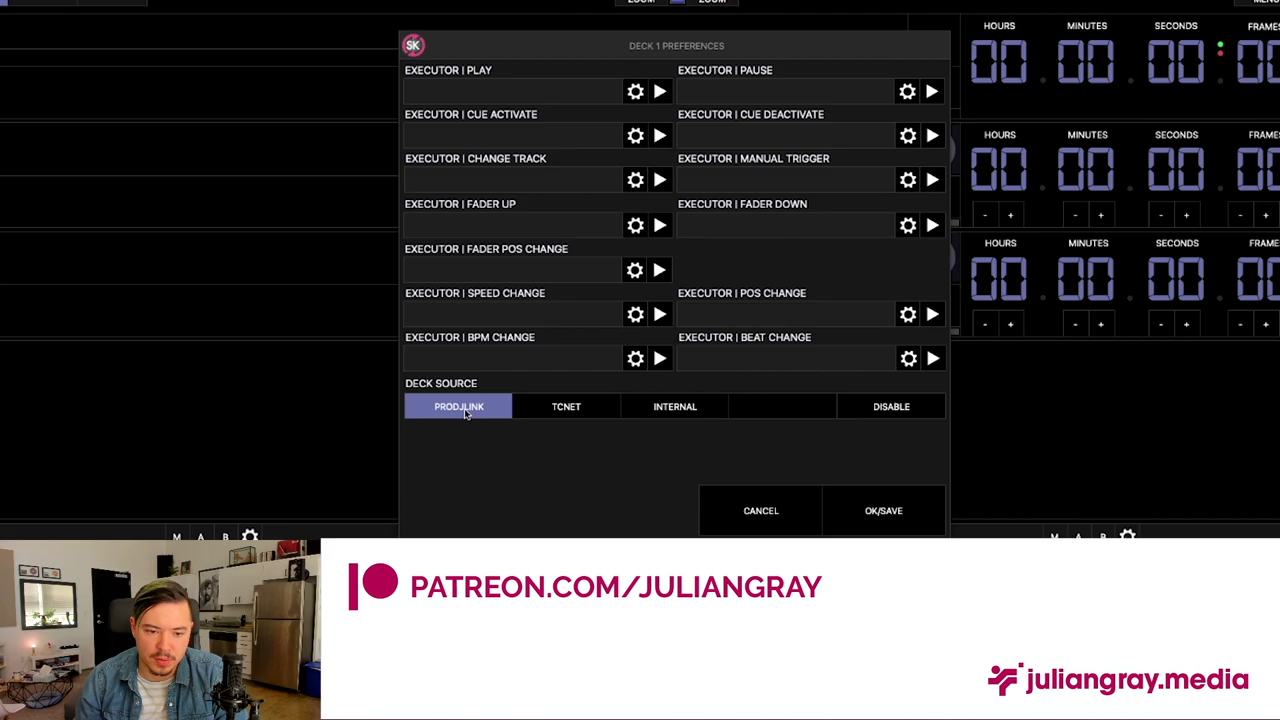 ZOOM ZOOM MENU
HOURS MINUTES SECONDS FRAMES
00 00 00 00
SK DECK 1 PREFERENCES
EXECUTOR | PLAY EXECUTOR | PAUSE
EXECUTOR | CUE ACTIVATE EXECUTOR | CUE DEACTIVATE
HOURS MINUTES SECONDS FRAMES
00 00 00 00
EXECUTOR | CHANGE TRACK EXECUTOR | MANUAL TRIGGER
EXECUTOR | FADER UP EXECUTOR | FADER DOWN
- + - + - + - +
EXECUTOR | FADER POS CHANGE
HOURS MINUTES SECONDS FRAMES
00 00 00 00
EXECUTOR | SPEED CHANGE EXECUTOR | POS CHANGE
- + - + - + - +
EXECUTOR | BPM CHANGE EXECUTOR | BEAT CHANGE
DECK SOURCE
PRODJLINK TCNET INTERNAL DISABLE
CANCEL OK/SAVE
M A B M A B
PATREON.COM/JULIANGRAY
juliangray.media